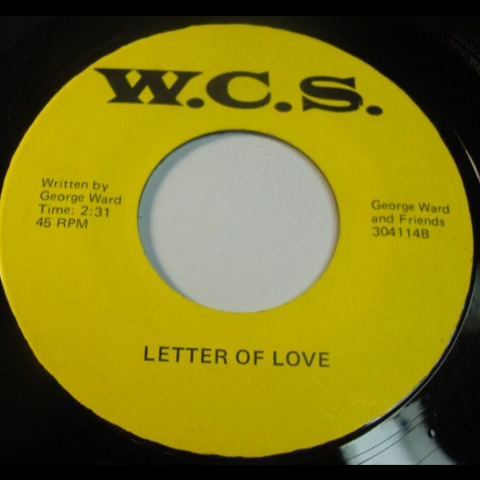 W.C.S.
Written by
George Ward
Time: 2:31
45 RPM
George Ward
and Friends
304114B
LETTER OF LOVE